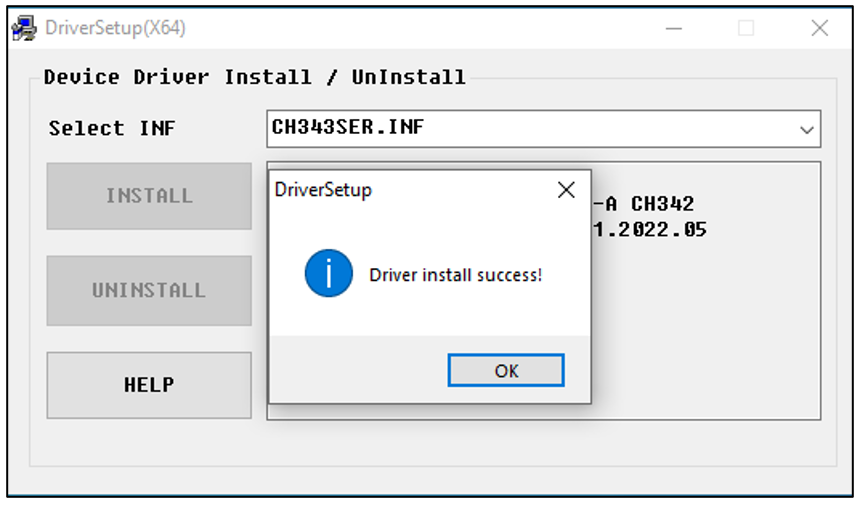 DriverSetup(X64)
Device Driver Install / UnInstall
Select INF
CH343SER.INF
INSTALL
-A CH342
1.2022.05
UNINSTALL
HELP
DriverSetup
Driver install success!
OK